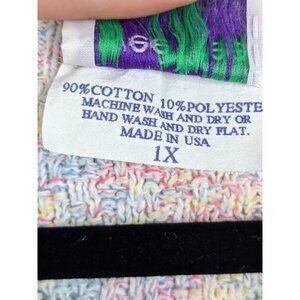 90%COTTON 10%POLYESTE
MACHINE WASH AND DRY OR
HAND WASH AND DRY FLAT.
MADE IN USA
1X